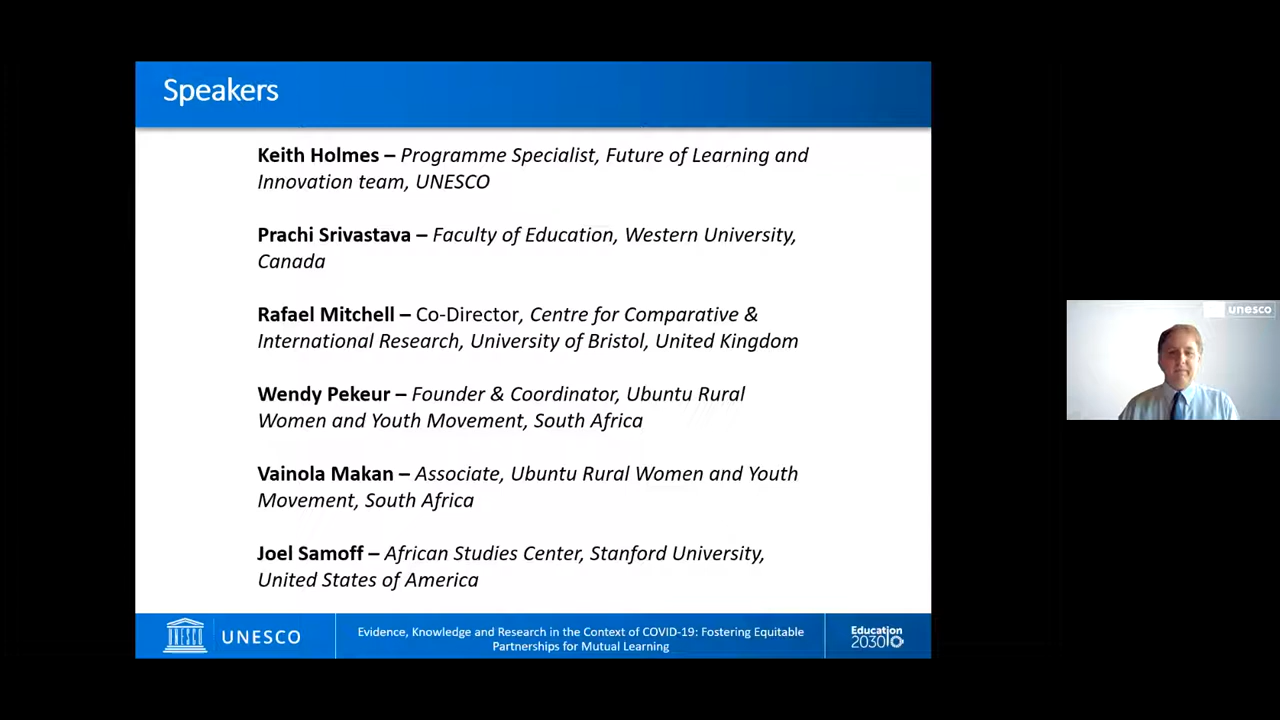 Speakers
Keith Holmes – Programme Specialist, Future of Learning and
Innovation team, UNESCO
Prachi Srivastava – Faculty of Education, Western University,
Canada
Rafael Mitchell – Co-Director, Centre for Comparative &
International Research, University of Bristol, United Kingdom
Wendy Pekeur – Founder & Coordinator, Ubuntu Rural
Women and Youth Movement, South Africa
Vainola Makan – Associate, Ubuntu Rural Women and Youth
Movement, South Africa
Joel Samoff – African Studies Center, Stanford University,
United States of America
UNESCO
UNESCO
Evidence, Knowledge and Research in the Context of COVID-19: Fostering Equitable
Partnerships for Mutual Learning
Education
2030
unesco